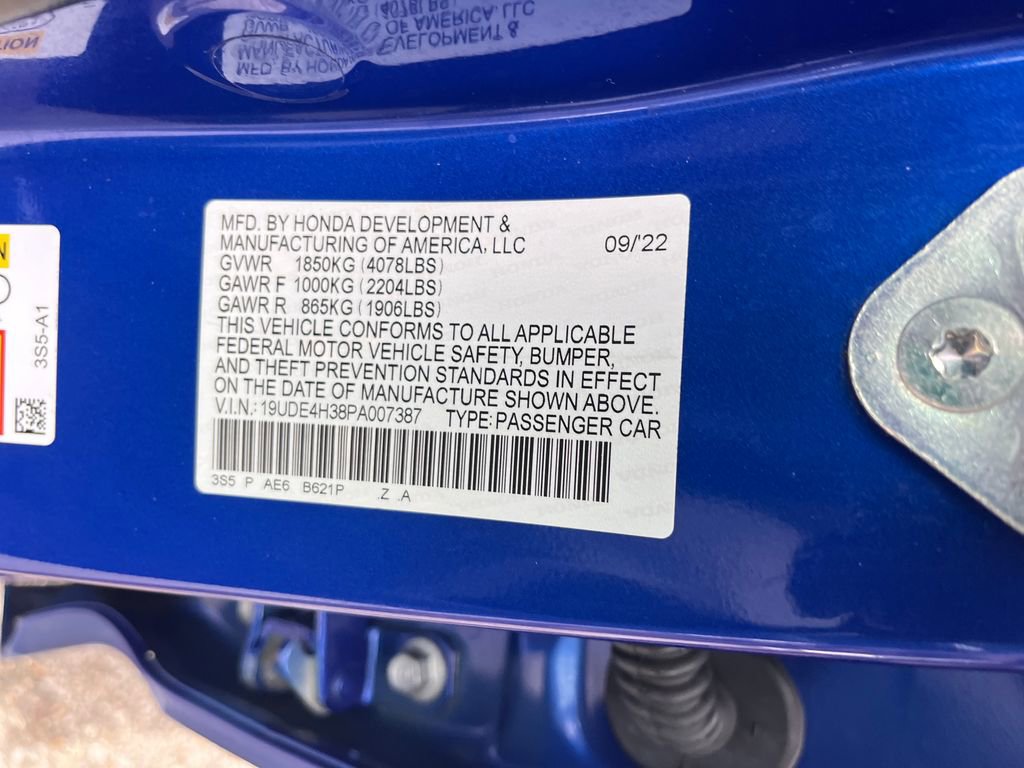 MFD. BY HONDA DEVELOPMENT &
MANUFACTURING OF AMERICA, LLC 09/'22
GVWR 1850KG (4078LBS)
GAWR F 1000KG (2204LBS)
GAWR R 865KG (1906LBS)
THIS VEHICLE CONFORMS TO ALL APPLICABLE
FEDERAL MOTOR VEHICLE SAFETY, BUMPER,
AND THEFT PREVENTION STANDARDS IN EFFECT
ON THE DATE OF MANUFACTURE SHOWN ABOVE.
V.I.N.: 19UDE4H38PA007387 TYPE: PASSENGER CAR
3S5 P AE6 B621P .Z .A
3S5-A1